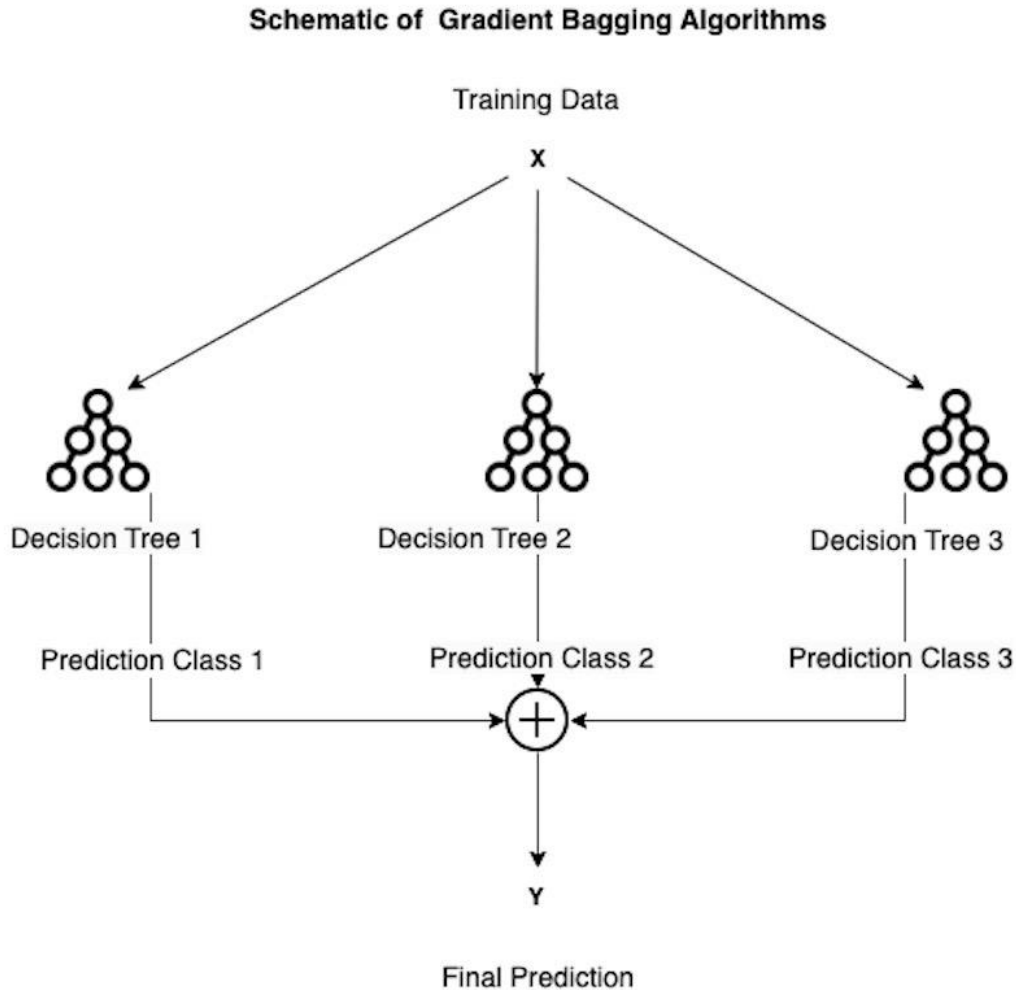 Schematic of  Gradient Bagging Algorithms
Training Data
X
Decision Tree 1
Decision Tree 2
Decision Tree 3
Prediction Class 1
Prediction Class 2
Prediction Class 3
Y
Final Prediction